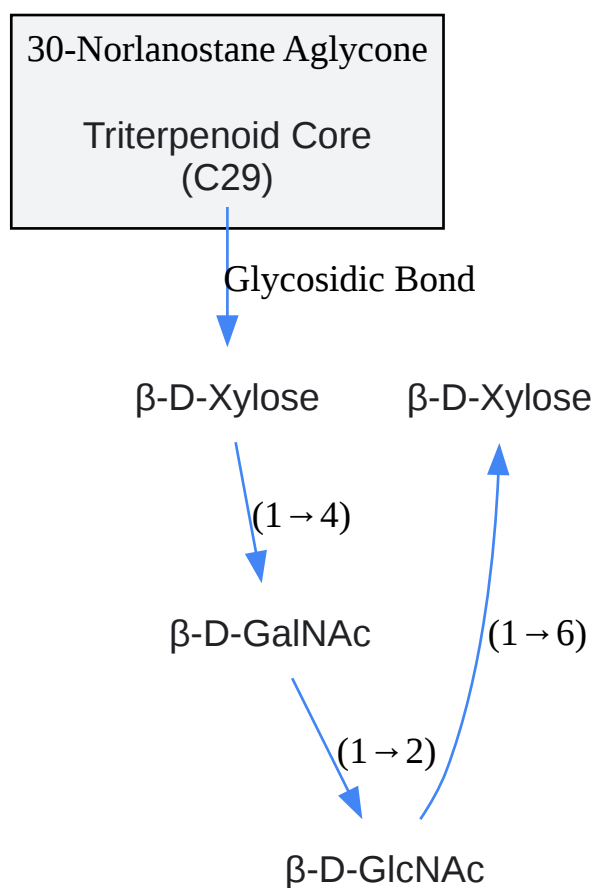 30-Norlanostane Aglycone
Triterpenoid Core
(C29)
Glycosidic Bond
β-D-Xylose
β-D-Xylose
(1→4)
β-D-GalNAc
(1→6)
(1→2)
β-D-GlcNAc